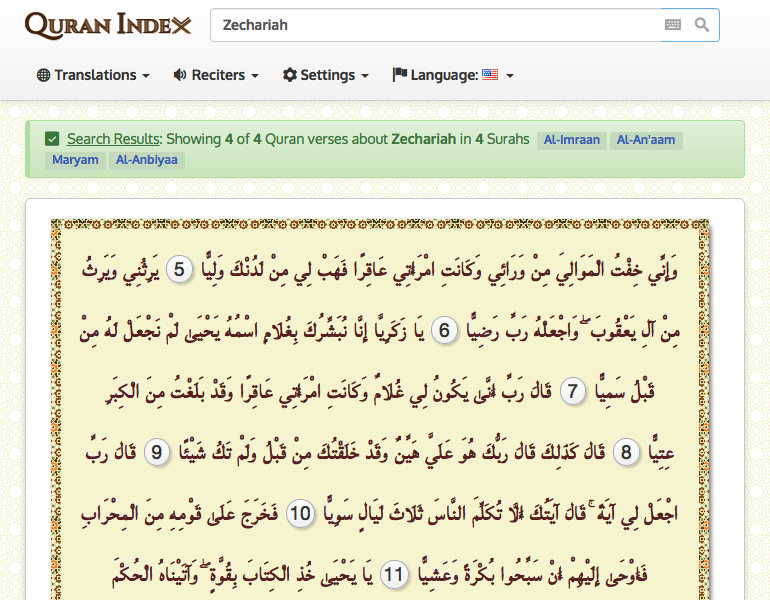 QURAN INDEX
Zechariah
Translations Reciters Settings Language:
Search Results: Showing 4 of 4 Quran verses about Zechariah in 4 Surahs Al-Imraan Al-An'aam
Maryam Al-Anbiyaa
وَإِنِّي خِفْتُ الْمَوَالِيَ مِنْ وَرَائِي وَكَانَتِ امْرَأَتِي عَاقِرًا فَهَبْ لِي مِنْ لَدُنْكَ وَلِيًّا 5 يَرِثُنِي وَيَرِثُ
مِنْ آلِ يَعْقُوبَ ۖ وَاجْعَلْهُ رَبِّ رَضِيًّا 6 يَا زَكَرِيَّا إِنَّا نُبَشِّرُكَ بِغُلَامٍ اسْمُهُ يَحْيَىٰ لَمْ نَجْعَلْ لَهُ مِنْ
قَبْلُ سَمِيًّا 7 قَالَ رَبِّ أَنَّىٰ يَكُونُ لِي غُلَامٌ وَكَانَتِ امْرَأَتِي عَاقِرًا وَقَدْ بَلَغْتُ مِنَ الْكِبَرِ
عِتِيًّا 8 قَالَ كَذَٰلِكَ قَالَ رَبُّكَ هُوَ عَلَيَّ هَيِّنٌ وَقَدْ خَلَقْتُكَ مِنْ قَبْلُ وَلَمْ تَكُ شَيْئًا 9 قَالَ رَبِّ
اجْعَلْ لِي آيَةً ۚ قَالَ آيَتُكَ أَلَّا تُكَلِّمَ النَّاسَ ثَلَاثَ لَيَالٍ سَوِيًّا 10 فَخَرَجَ عَلَىٰ قَوْمِهِ مِنَ الْمِحْرَابِ
فَأَوْحَىٰ إِلَيْهِمْ أَنْ سَبِّحُوا بُكْرَةً وَعَشِيًّا 11 يَا يَحْيَىٰ خُذِ الْكِتَابَ بِقُوَّةٍ ۖ وَآتَيْنَاهُ الْحُكْمَ